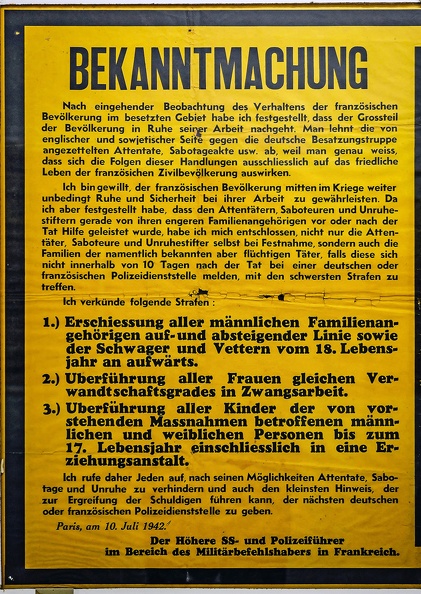 BEKANNTMACHUNG
Nach eingehender Beobachtung des Verhaltens der französischen
Bevölkerung im besetzten Gebiet habe ich festgestellt, dass der Grossteil
der Bevölkerung in Ruhe seiner Arbeit nachgeht. Man lehnt die von
englischer und sowjetischer Seite gegen die deutsche Besatzungstruppe
angezettelten Attentate, Sabotageakte usw. ab, weil man genau weiss,
dass sich die Folgen dieser Handlungen ausschliesslich auf das friedliche
Leben der französichen Zivilbevölkerung auswirken.
Ich bin gewillt, der französischen Bevölkerung mitten im Kriege weiter
unbedingt Ruhe und Sicherheit bei ihrer Arbeit zu gewährleisten. Da
ich aber festgestellt habe, dass den Attentätern, Saboteuren und Unruhe-
stiftern gerade von ihren engeren Familienangehörigen vor oder nach der
Tat Hilfe geleistet wurde, habe ich mich entschlossen, nicht nur die Atten-
täter, Saboteure und Unruhestifter selbst bei Festnahme, sondern auch die
Familien der namentlich bekannten aber flüchtigen Täter, falls diese sich
nicht innerhalb von 10 Tagen nach der Tat bei einer deutschen oder
französischen Polizeidienststelle melden, mit den schwersten Strafen zu
treffen.
Ich verkünde folgende Strafen :
1.) Erschiessung aller männlichen Familienan-
gehörigen auf-und absteigender Linie sowie
der Schwager und Vettern vom 18. Lebens-
jahr an aufwärts.
2.) Uberführung aller Frauen gleichen Ver-
wandtschaftsgrades in Zwangsarbeit.
3.) Uberführung aller Kinder der von vor-
stehenden Massnahmen betroffenen männ-
lichen und weiblichen Personen bis zum
17. Lebensjahr einschliesslich in eine Er-
ziehungsanstalt.
Ich rufe daher Jeden auf, nach seinen Möglichkeiten Attentate, Sabo-
tage und Unruhe zu verhindern und auch den kleinsten Hinweis, der
zur Ergreifung der Schuldigen führen kann, der nächsten deutschen
oder französischen Polizeidienststelle zu geben.
Paris, am 10. Juli 1942.
Der Höhere SS- und Polizeiführer
im Bereich des Militärbefehlshabers in Frankreich.